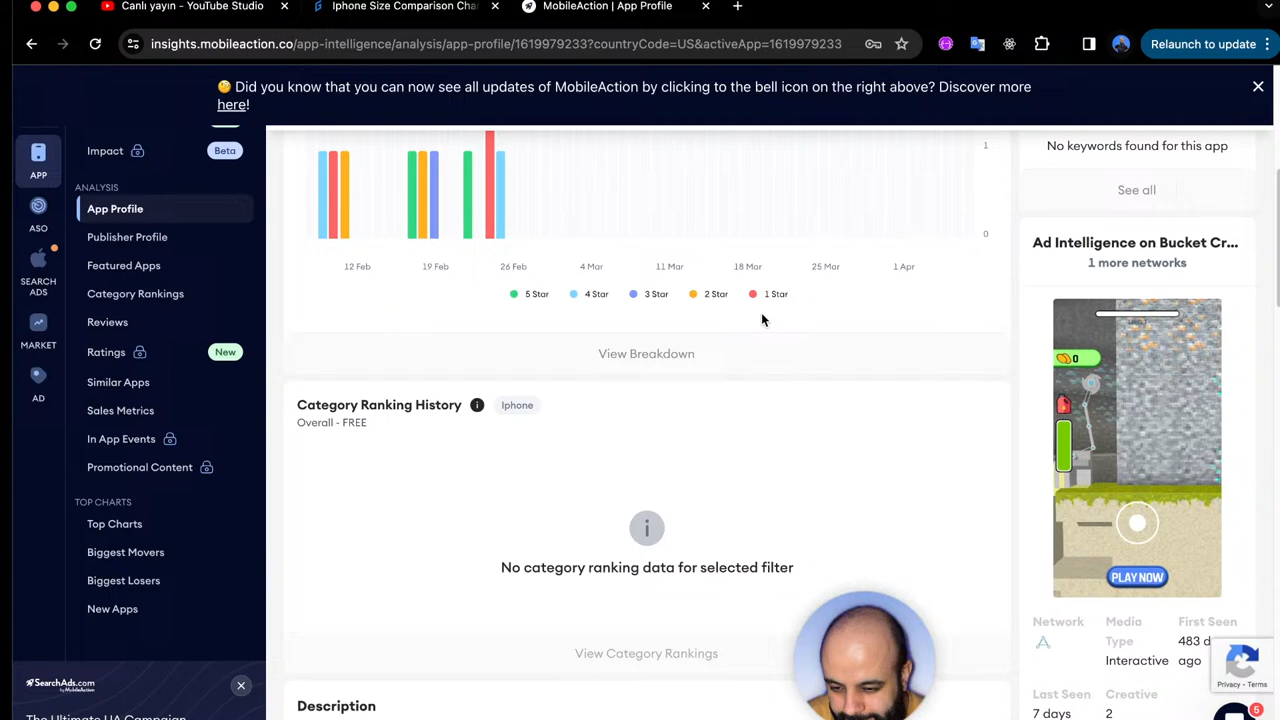 Canlı yayın - YouTube Studio
Iphone Size Comparison Cha
MobileAction | App Profile
insights.mobileaction.co/app-intelligence/analysis/app-profile/1619979233?countryCode=US&activeApp=1619979233
Relaunch to update
🤔 Did you know that you can now see all updates of MobileAction by clicking to the bell icon on the right above? Discover more
here!
APP
ASO
SEARCH
ADS
MARKET
AD
Impact
Beta
ANALYSIS
App Profile
Publisher Profile
Featured Apps
Category Rankings
Reviews
Ratings
New
Similar Apps
Sales Metrics
In App Events
Promotional Content
TOP CHARTS
Top Charts
Biggest Movers
Biggest Losers
New Apps
SearchAds.com
by MobileAction
The Ultimate UA Campaign
1
0
12 Feb
19 Feb
26 Feb
4 Mar
11 Mar
18 Mar
25 Mar
1 Apr
5 Star
4 Star
3 Star
2 Star
1 Star
View Breakdown
Category Ranking History
Iphone
Overall - FREE
No category ranking data for selected filter
View Category Rankings
Description
No keywords found for this app
See all
Ad Intelligence on Bucket Cr...
1 more networks
0
PLAY NOW
Network
Media
Type
First Seen
483 d
ago
Interactive
Last Seen
Creative
7 days
2
Privacy - Terms
6